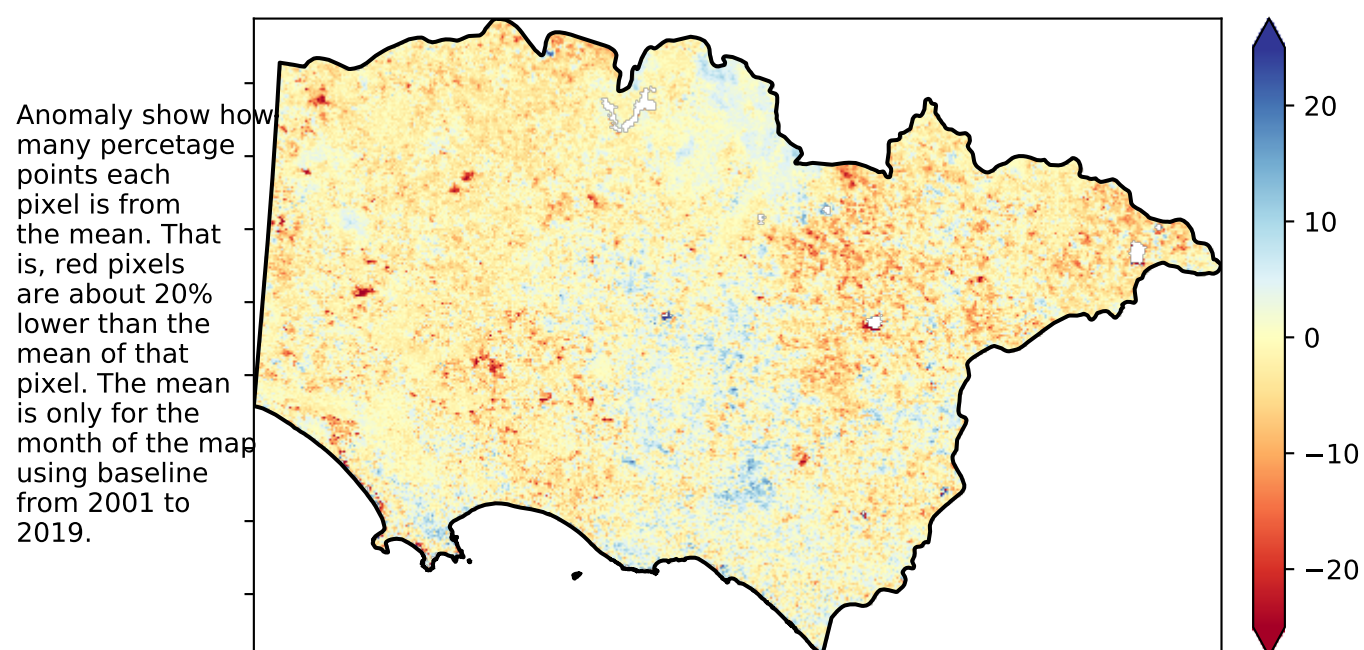 Anomaly show how
many percetage
points each
pixel is from
the mean. That
is, red pixels
are about 20%
lower than the
mean of that
pixel. The mean
is only for the
month of the map
using baseline
from 2001 to
2019.
20
10
0
−10
−20